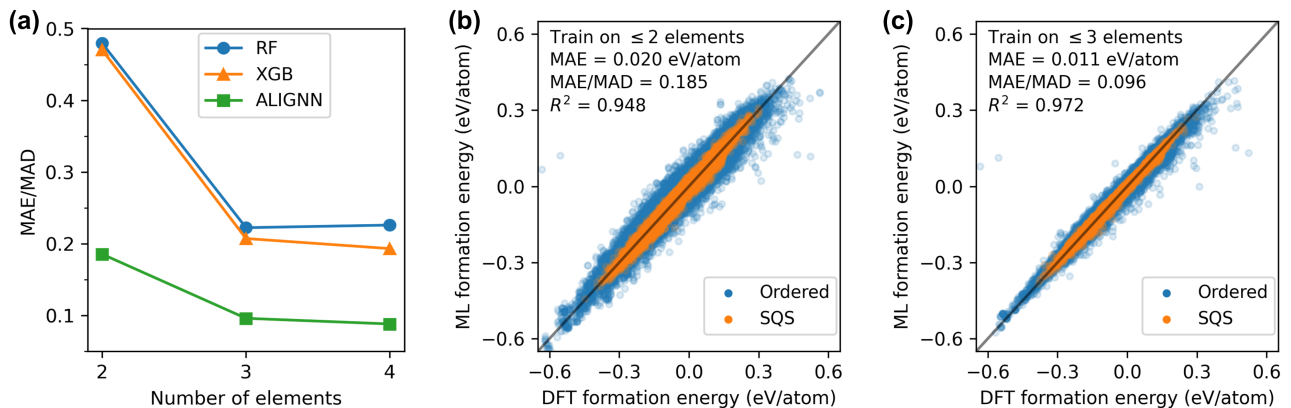 (a)
0.5
0.4
0.3
0.2
0.1
MAE/MAD
RF
XGB
ALIGNN
2
3
4
Number of elements
(b)
0.6
0.3
0.0
−0.3
−0.6
ML formation energy (eV/atom)
Train on ≤2 elements
MAE = 0.020 eV/atom
MAE/MAD = 0.185
R² = 0.948
Ordered
SQS
−0.6
−0.3
0.0
0.3
0.6
DFT formation energy (eV/atom)
(c)
0.6
0.3
0.0
−0.3
−0.6
ML formation energy (eV/atom)
Train on ≤3 elements
MAE = 0.011 eV/atom
MAE/MAD = 0.096
R² = 0.972
Ordered
SQS
−0.6
−0.3
0.0
0.3
0.6
DFT formation energy (eV/atom)